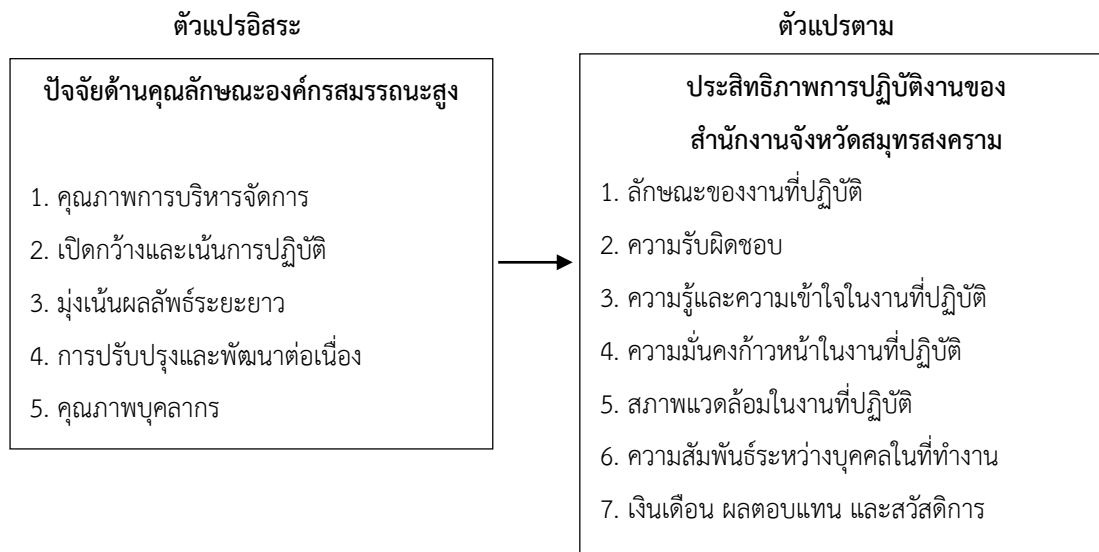 ตัวแปรอิสระ
ปัจจัยด้านคุณลักษณะองค์กรสมรรถนะสูง
1. คุณภาพการบริหารจัดการ
2. เปิดกว้างและเน้นการปฏิบัติ
3. มุ่งเน้นผลลัพธ์ระยะยาว
4. การปรับปรุงและพัฒนาต่อเนื่อง
5. คุณภาพบุคลากร
ตัวแปรตาม
ประสิทธิภาพการปฏิบัติงานของ
สำนักงานจังหวัดสมุทรสงคราม
1. ลักษณะของงานที่ปฏิบัติ
2. ความรับผิดชอบ
3. ความรู้และความเข้าใจในงานที่ปฏิบัติ
4. ความมั่นคงก้าวหน้าในงานที่ปฏิบัติ
5. สภาพแวดล้อมในงานที่ปฏิบัติ
6. ความสัมพันธ์ระหว่างบุคคลในที่ทำงาน
7. เงินเดือน ผลตอบแทน และสวัสดิการ